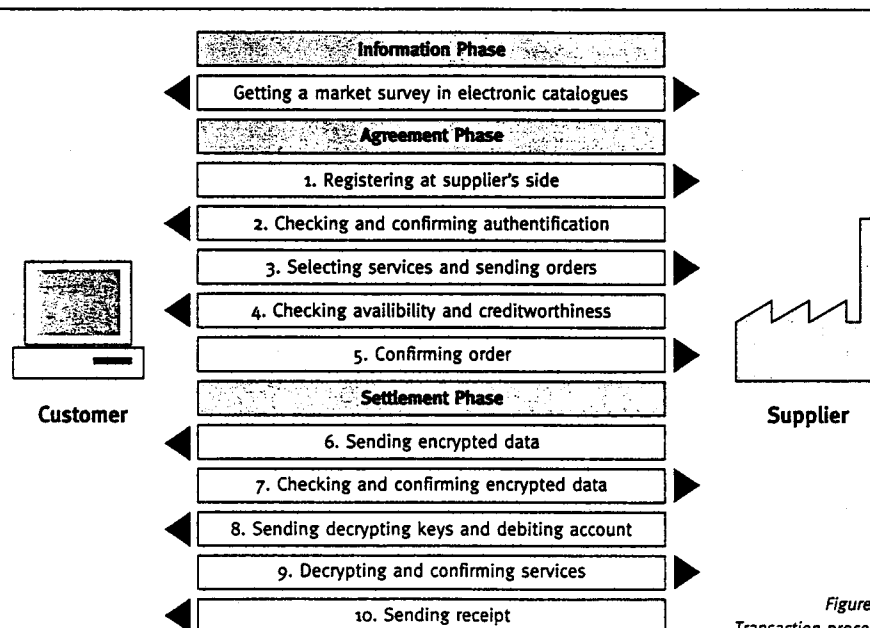 Information Phase
Getting a market survey in electronic catalogues
Agreement Phase
1. Registering at supplier's side
2. Checking and confirming authentification
3. Selecting services and sending orders
4. Checking availibility and creditworthiness
5. Confirming order
Settlement Phase
Customer
Supplier
6. Sending encrypted data
7. Checking and confirming encrypted data
8. Sending decrypting keys and debiting account
9. Decrypting and confirming services
10. Sending receipt
Figure
Transaction